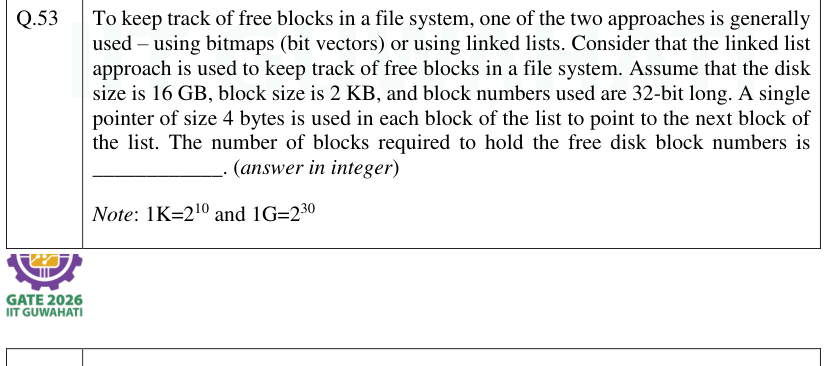 Q.53
To keep track of free blocks in a file system, one of the two approaches is generally
used – using bitmaps (bit vectors) or using linked lists. Consider that the linked list
approach is used to keep track of free blocks in a file system. Assume that the disk
size is 16 GB, block size is 2 KB, and block numbers used are 32-bit long. A single
pointer of size 4 bytes is used in each block of the list to point to the next block of
the list. The number of blocks required to hold the free disk block numbers is
____________. (answer in integer)
Note: 1K=2¹⁰ and 1G=2³⁰
GATE 2026
IIT GUWAHATI